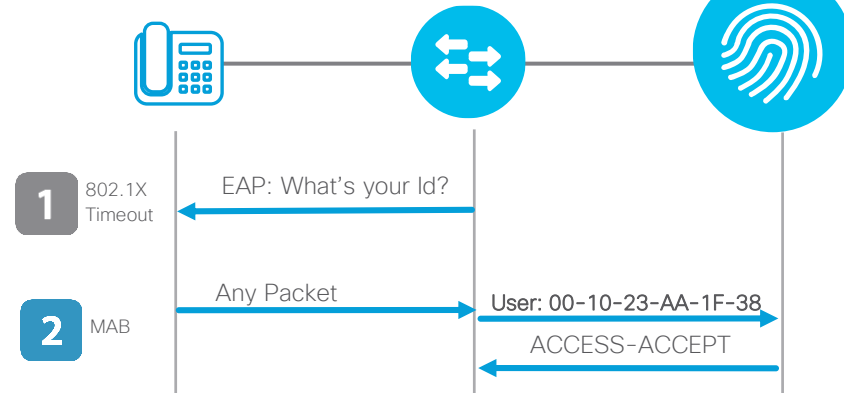 1
802.1X
Timeout
EAP: What's your Id?
2
MAB
Any Packet
User: 00-10-23-AA-1F-38
ACCESS-ACCEPT